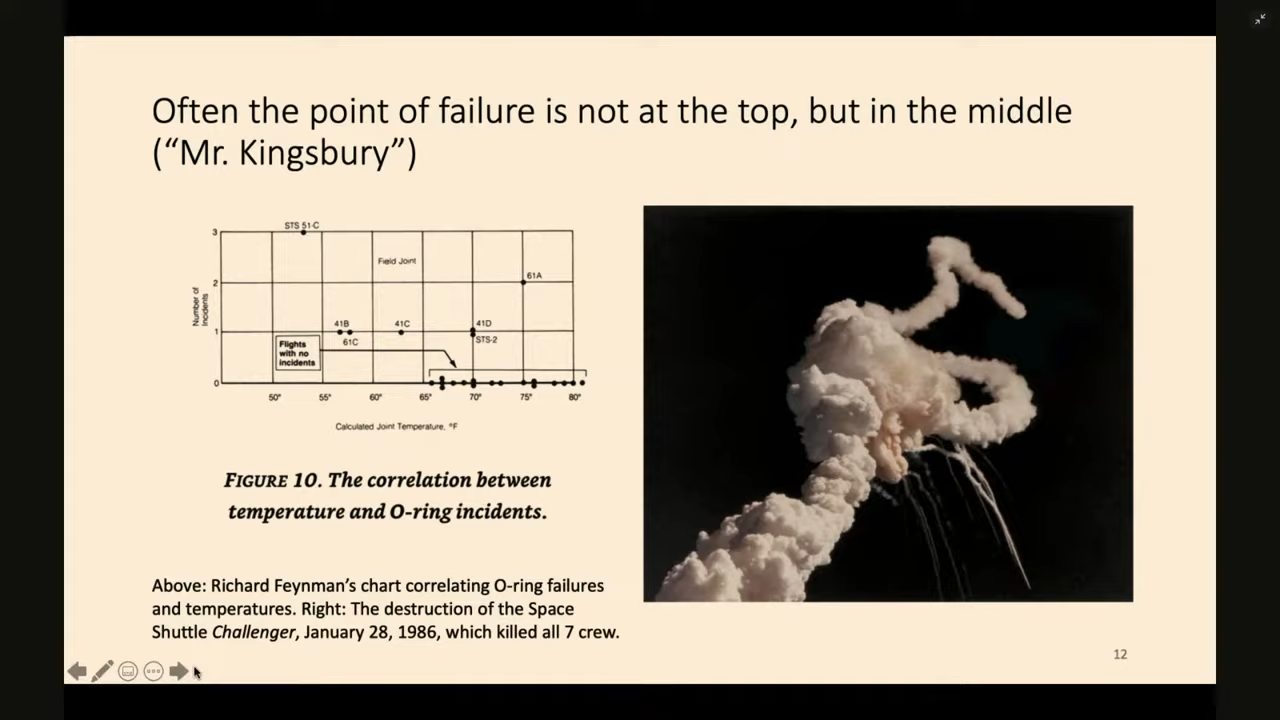 Often the point of failure is not at the top, but in the middle
(“Mr. Kingsbury”)
STS 51-C
3
Field Joint
61A
2
Number of
Incidents
41B
41C
41D
1
61C
STS-2
Flights
with no
incidents
0
50°
55°
60°
65°
70°
75°
80°
Calculated Joint Temperature, °F
FIGURE 10. The correlation between
temperature and O-ring incidents.
Above: Richard Feynman’s chart correlating O-ring failures
and temperatures. Right: The destruction of the Space
Shuttle Challenger, January 28, 1986, which killed all 7 crew.
12